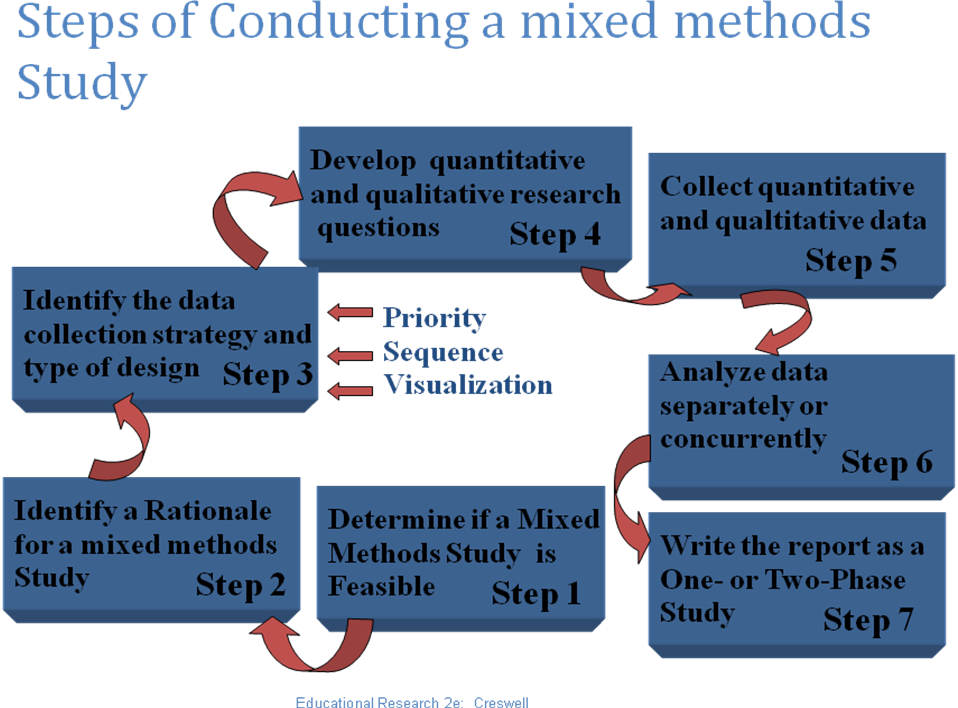 Steps of Conducting a mixed methods
Study
Determine if a Mixed
Methods Study is
Feasible
Step 1
Identify a Rationale
for a mixed methods
Study
Step 2
Identify the data
collection strategy and
type of design
Step 3
Priority
Sequence
Visualization
Develop quantitative
and qualitative research
questions
Step 4
Collect quantitative
and qualtitative data
Step 5
Analyze data
separately or
concurrently
Step 6
Write the report as a
One- or Two-Phase
Study
Step 7
Educational Research 2e: Creswell